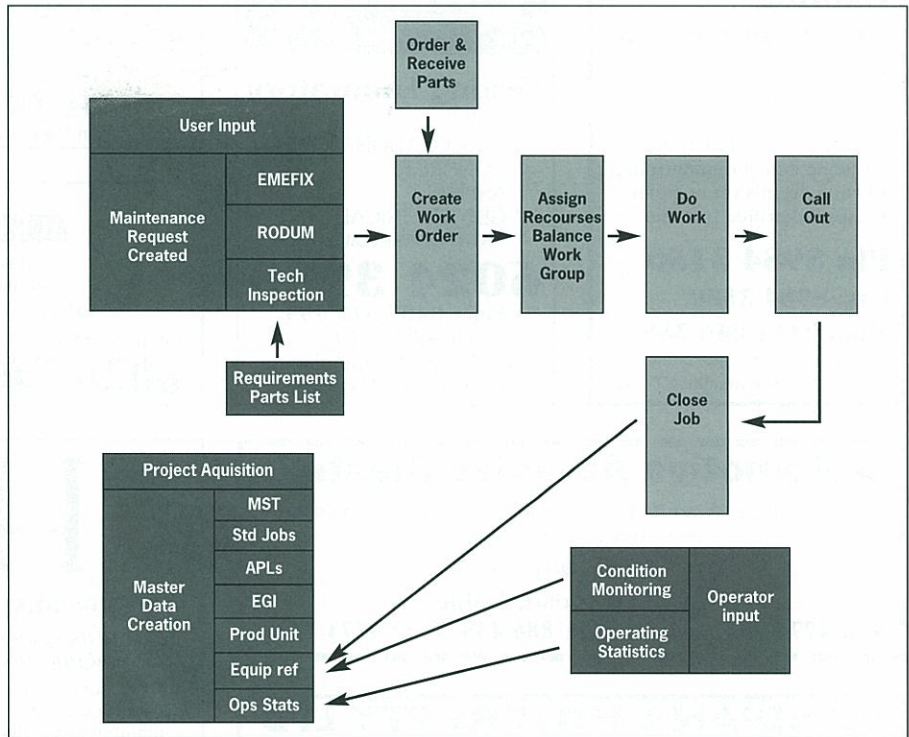 Order &
Receive
Parts
User Input
Maintenance
Request
Created
EMEFIX
RODUM
Tech
Inspection
Create
Work
Order
Assign
Recourses
Balance
Work
Group
Do
Work
Call
Out
Requirements
Parts List
Close
Job
Project Aquisition
Master
Data
Creation
MST
Std Jobs
APLs
EGI
Prod Unit
Equip ref
Ops Stats
Condition
Monitoring
Operating
Statistics
Operator
input